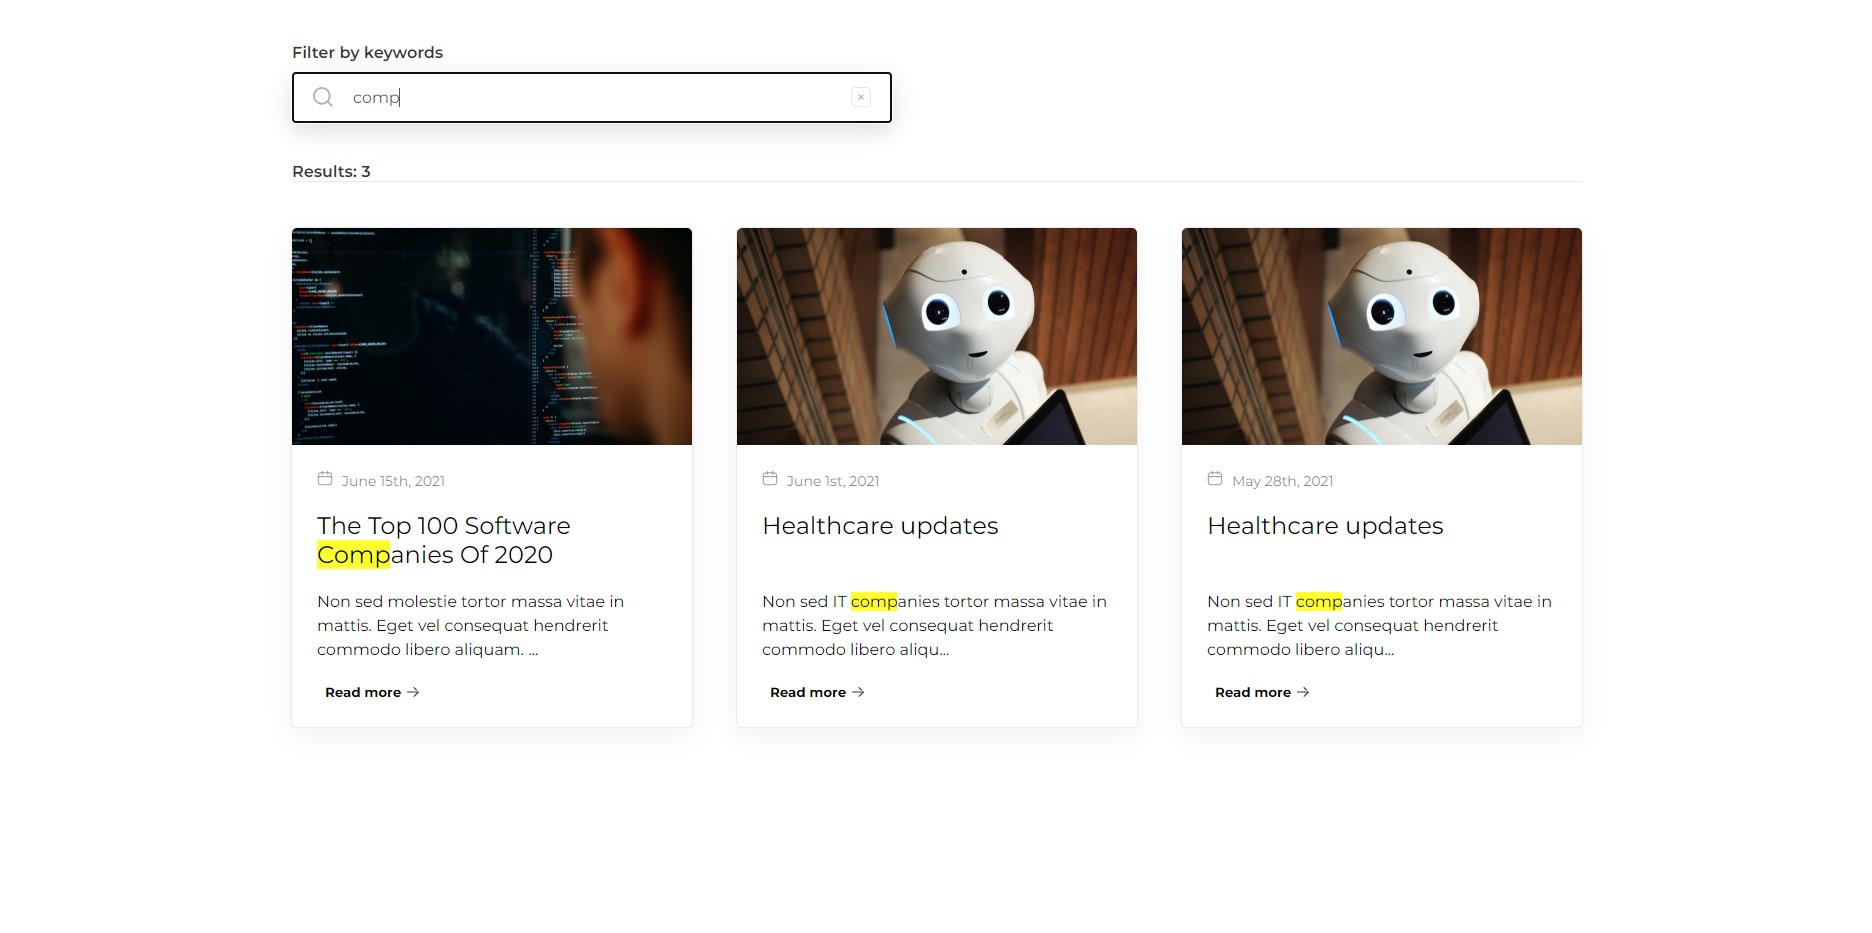 Filter by keywords
comp
Results: 3
June 15th, 2021
The Top 100 Software
Companies Of 2020
Non sed molestie tortor massa vitae in
mattis. Eget vel consequat hendrerit
commodo libero aliquam. ...
Read more
June 1st, 2021
Healthcare updates
Non sed IT companies tortor massa vitae in
mattis. Eget vel consequat hendrerit
commodo libero aliqu...
Read more
May 28th, 2021
Healthcare updates
Non sed IT companies tortor massa vitae in
mattis. Eget vel consequat hendrerit
commodo libero aliqu...
Read more